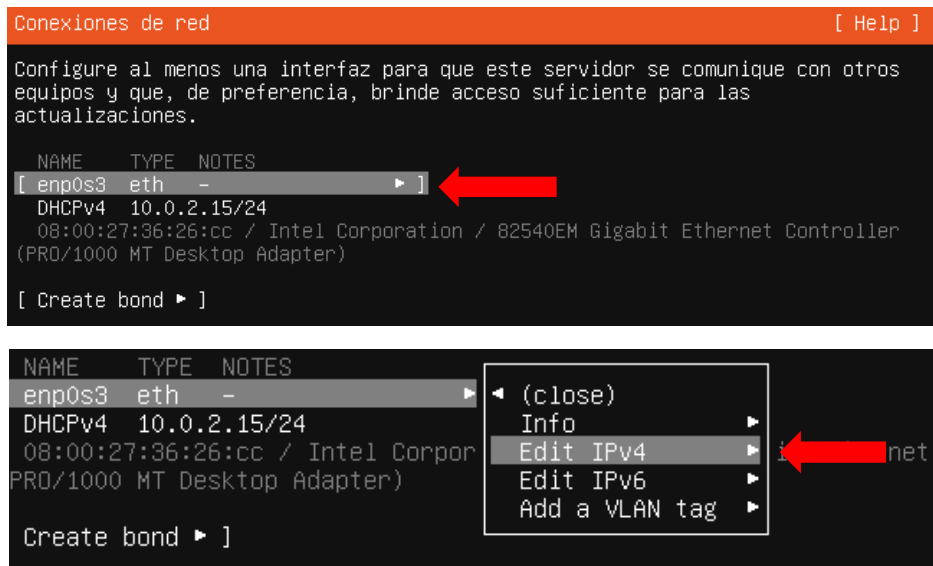 Conexiones de red [ Help ]
Configure al menos una interfaz para que este servidor se comunique con otros
equipos y que, de preferencia, brinde acceso suficiente para las
actualizaciones.
NAME TYPE NOTES
[ enp0s3 eth – ▸ ]
DHCPv4 10.0.2.15/24
08:00:27:36:26:cc / Intel Corporation / 82540EM Gigabit Ethernet Controller
(PRO/1000 MT Desktop Adapter)
[ Create bond ▸ ]
NAME TYPE NOTES
enp0s3 eth – ▸
DHCPv4 10.0.2.15/24
08:00:27:36:26:cc / Intel Corpor
PRO/1000 MT Desktop Adapter)
Create bond ▸ ]
◂ (close)
Info ▸
Edit IPv4 ▸
Edit IPv6 ▸
Add a VLAN tag ▸
net